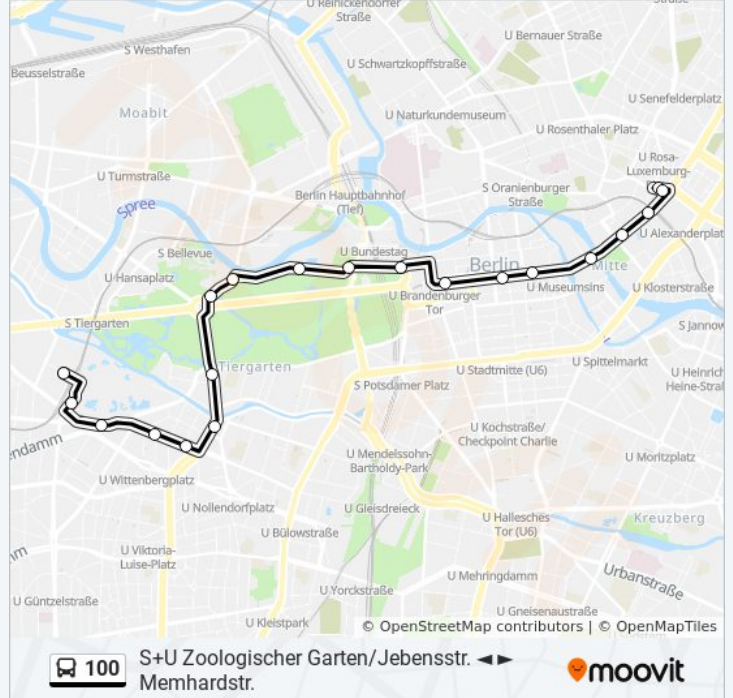 U Reinickendorfer
Straße
S Westhafen
U Bernauer Straße
Beusselstraße
U Schwartzkopffstraße
U Senefelderplatz
Moabit
U Naturkundemuseum
U Rosenthaler Platz
U Rosa-
Luxemburg-
U Turmstraße
S Oranienburger
Straße
Berlin Hauptbahnhof
(Tief)
Spree
U Alexanderplat
S Bellevue
U Bundestag
Berlin
Mitte
U Hansaplatz
U Museumsins
U Klosterstraße
U Brandenburger
Tor
S Tiergarten
S Jannow
U Spittelmarkt
Tiergarten
U Stadtmitte (U6)
U Heinrich
Heine-Straß
S Potsdamer Platz
endamm
U Kochstraße/
Checkpoint Charlie
U Mendelssohn-
Bartholdy-Park
U Moritzplatz
U Wittenbergplatz
U Nollendorfplatz
U Gleisdreieck
U Hallesches
Tor (U6)
Kreuzberg
U Bülowstraße
U Viktoria-
Luise-Platz
U Mehringdamm
Urbanstraße
U Yorckstraße
U Güntzelstraße
U Gneisenaustraße
U Kleistpark
© OpenStreetMap contributors | © OpenMapTiles
100
S+U Zoologischer Garten/Jebensstr. ◄►
Memhardstr.
moovit